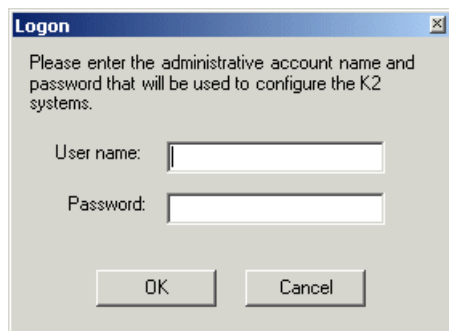 Logon
Please enter the administrative account name and
password that will be used to configure the K2
systems.
User name:
Password:
OK Cancel